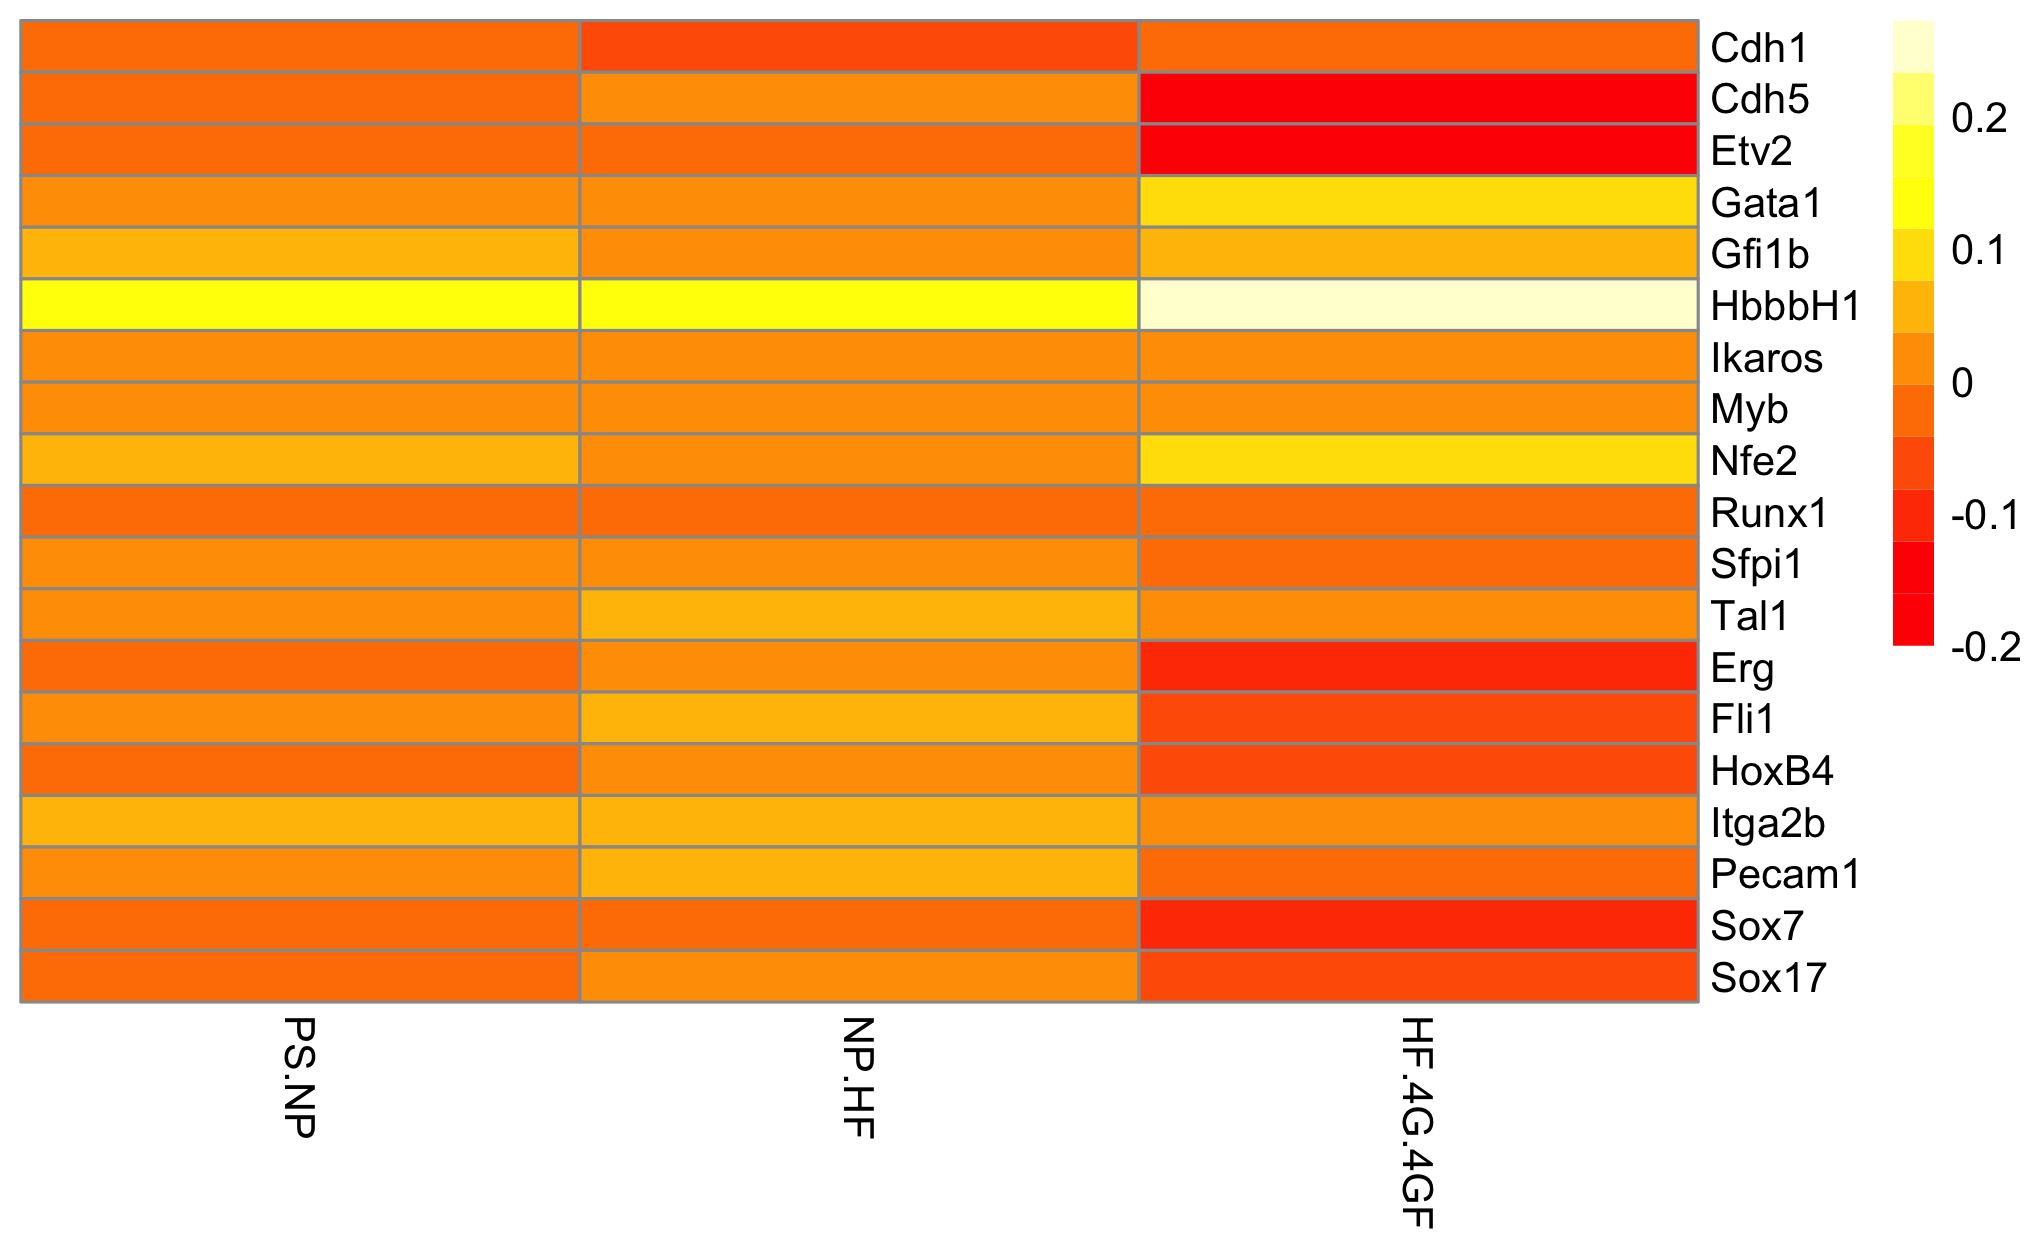 Cdh1
Cdh5
Etv2
Gata1
Gfi1b
HbbbH1
Ikaros
Myb
Nfe2
Runx1
Sfpi1
Tal1
Erg
Fli1
HoxB4
Itga2b
Pecam1
Sox7
Sox17
0.2
0.1
0
-0.1
-0.2
PS.NP
NP.HF
HF.4G.4GF